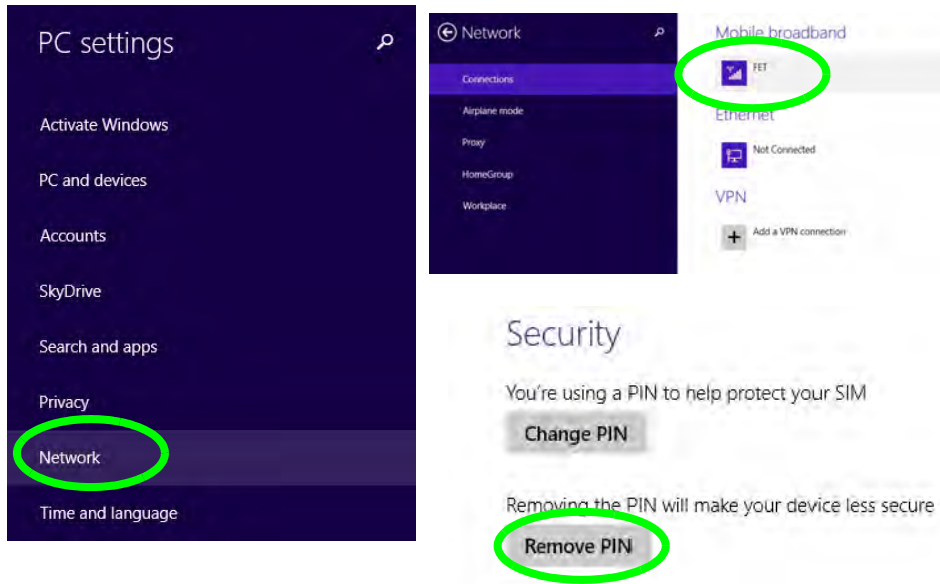 PC settings
Activate Windows
PC and devices
Accounts
SkyDrive
Search and apps
Privacy
Network
Time and language
Network
Connections
Airplane mode
Proxy
HomeGroup
Workplace
Mobile broadband
FET
Ethernet
Not Connected
VPN
Add a VPN connection
Security
You're using a PIN to help protect your SIM
Change PIN
Removing the PIN will make your device less secure
Remove PIN